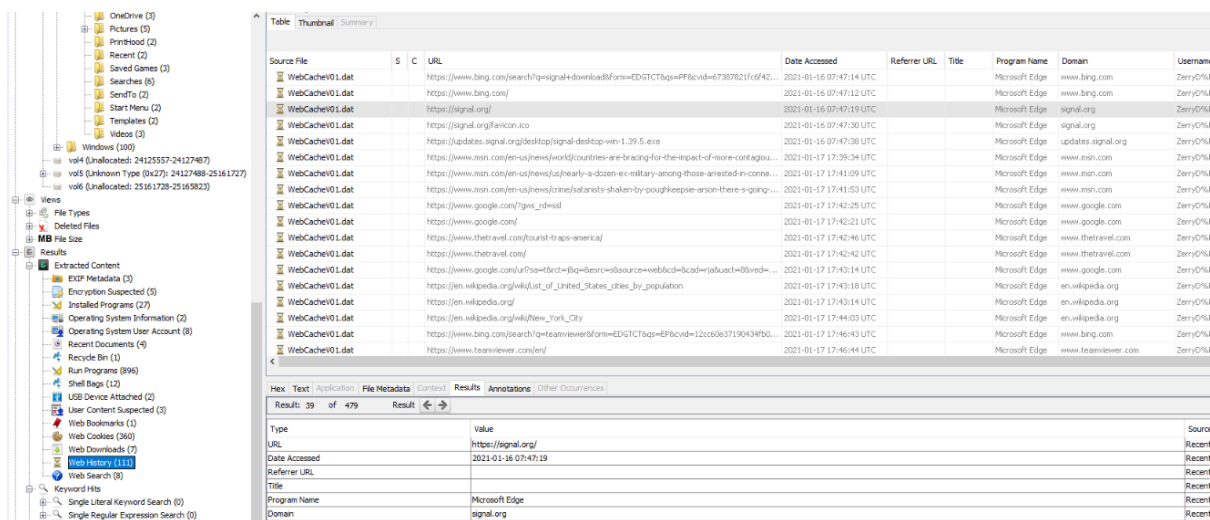 OneDrive (3)
Pictures (5)
PrintHood (2)
Recent (2)
Saved Games (3)
Searches (6)
SendTo (2)
Start Menu (2)
Templates (2)
Videos (3)
Windows (100)
vol4 (Unallocated: 24125557-24127487)
vol5 (Unknown Type (0x27): 24127488-25161727)
vol6 (Unallocated: 25161728-25165823)
Views
File Types
Deleted Files
MB File Size
Results
Extracted Content
EXIF Metadata (3)
Encryption Suspected (5)
Installed Programs (27)
Operating System Information (2)
Operating System User Account (8)
Recent Documents (4)
Recycle Bin (1)
Run Programs (896)
Shell Bags (12)
USB Device Attached (2)
User Content Suspected (3)
Web Bookmarks (1)
Web Cookies (360)
Web Downloads (7)
Web History (111)
Web Search (8)
Keyword Hits
Single Literal Keyword Search (0)
Single Regular Expression Search (0)
Table Thumbnail Summary
Source File S C URL Date Accessed Referrer URL Title Program Name Domain Username
WebCacheV01.dat https://www.bing.com/search?q=signal+download&form=EDGTCT&qs=PF&cvid=67387821fc6f42... 2021-01-16 07:47:14 UTC Microsoft Edge www.bing.com ZerryD%
WebCacheV01.dat https://www.bing.com/ 2021-01-16 07:47:12 UTC Microsoft Edge www.bing.com ZerryD%
WebCacheV01.dat https://signal.org/ 2021-01-16 07:47:19 UTC Microsoft Edge signal.org ZerryD%
WebCacheV01.dat https://signal.org/favicon.ico 2021-01-16 07:47:30 UTC Microsoft Edge signal.org ZerryD%
WebCacheV01.dat https://updates.signal.org/desktop/signal-desktop-win-1.39.5.exe 2021-01-16 07:47:38 UTC Microsoft Edge updates.signal.org ZerryD%
WebCacheV01.dat https://www.msn.com/en-us/news/world/countries-are-bracing-for-the-impact-of-more-contagiou... 2021-01-17 17:39:34 UTC Microsoft Edge www.msn.com ZerryD%
WebCacheV01.dat https://www.msn.com/en-us/news/us/nearly-a-dozen-ex-military-among-those-arrested-in-conne... 2021-01-17 17:41:09 UTC Microsoft Edge www.msn.com ZerryD%
WebCacheV01.dat https://www.msn.com/en-us/news/crime/satanists-shaken-by-poughkeepsie-arson-there-s-going-... 2021-01-17 17:41:53 UTC Microsoft Edge www.msn.com ZerryD%
WebCacheV01.dat https://www.google.com/?gws_rd=ssl 2021-01-17 17:42:25 UTC Microsoft Edge www.google.com ZerryD%
WebCacheV01.dat https://www.google.com/ 2021-01-17 17:42:21 UTC Microsoft Edge www.google.com ZerryD%
WebCacheV01.dat https://www.thetravel.com/tourist-traps-america/ 2021-01-17 17:42:46 UTC Microsoft Edge www.thetravel.com ZerryD%
WebCacheV01.dat https://www.thetravel.com/ 2021-01-17 17:42:42 UTC Microsoft Edge www.thetravel.com ZerryD%
WebCacheV01.dat https://www.google.com/url?sa=t&rct=j&q=&esrc=s&source=web&cd=&cad=rja&uact=8&ved=... 2021-01-17 17:43:14 UTC Microsoft Edge www.google.com ZerryD%
WebCacheV01.dat https://en.wikipedia.org/wiki/List_of_United_States_cities_by_population 2021-01-17 17:43:18 UTC Microsoft Edge en.wikipedia.org ZerryD%
WebCacheV01.dat https://en.wikipedia.org/ 2021-01-17 17:43:14 UTC Microsoft Edge en.wikipedia.org ZerryD%
WebCacheV01.dat https://en.wikipedia.org/wiki/New_York_City 2021-01-17 17:44:03 UTC Microsoft Edge en.wikipedia.org ZerryD%
WebCacheV01.dat https://www.bing.com/search?q=teamviewer&form=EDGTCT&qs=EP&cvid=12cc60e37190434fb0... 2021-01-17 17:46:43 UTC Microsoft Edge www.bing.com ZerryD%
WebCacheV01.dat https://www.teamviewer.com/en/ 2021-01-17 17:46:44 UTC Microsoft Edge www.teamviewer.com ZerryD%
Hex Text Application File Metadata Context Results Annotations Other Occurrences
Result: 39 of 479 Result
Type Value Source
URL https://signal.org/ Recent
Date Accessed 2021-01-16 07:47:19 Recent
Referrer URL Recent
Title Recent
Program Name Microsoft Edge Recent
Domain signal.org Recent